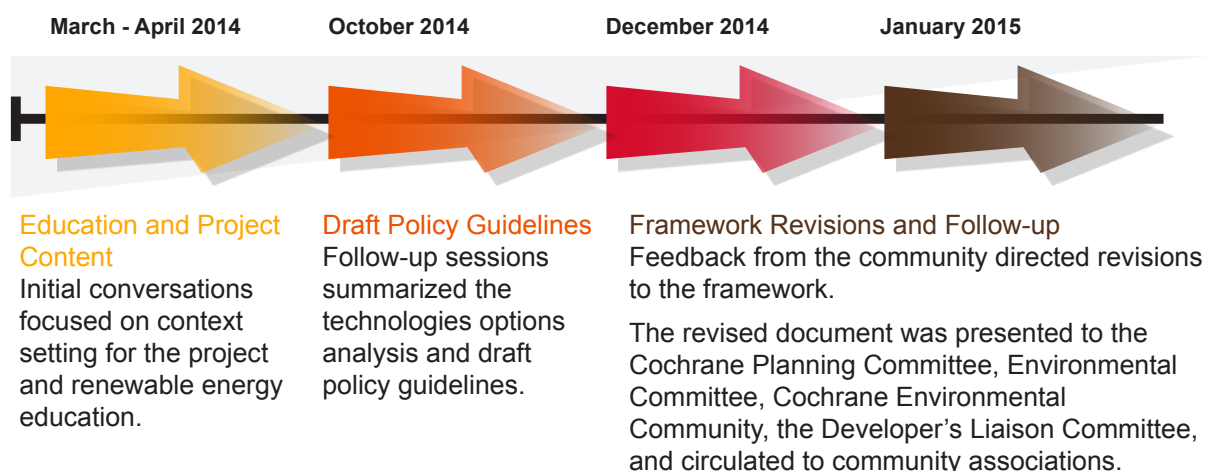 March - April 2014
October 2014
December 2014
January 2015
Education and Project
Content
Initial conversations
focused on context
setting for the project
and renewable energy
education.
Draft Policy Guidelines
Follow-up sessions
summarized the
technologies options
analysis and draft
policy guidelines.
Framework Revisions and Follow-up
Feedback from the community directed revisions
to the framework.
The revised document was presented to the
Cochrane Planning Committee, Environmental
Committee, Cochrane Environmental
Community, the Developer’s Liaison Committee,
and circulated to community associations.